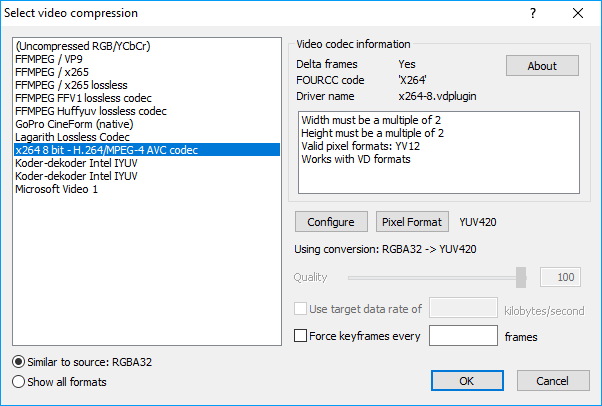 Select video compression
?
(Uncompressed RGB/YCbCr)
FFMPEG / VP9
FFMPEG / x265
FFMPEG / x265 lossless
FFMPEG FFV1 lossless codec
FFMPEG Huffyuv lossless codec
GoPro CineForm (native)
Lagarith Lossless Codec
x264 8 bit - H.264/MPEG-4 AVC codec
Koder-dekoder Intel IYUV
Koder-dekoder Intel IYUV
Microsoft Video 1
Similar to source: RGBA32
Show all formats
Video codec information
Delta frames Yes
FOURCC code 'X264'
Driver name x264-8.vdplugin
About
Width must be a multiple of 2
Height must be a multiple of 2
Valid pixel formats: YV12
Works with VD formats
Configure Pixel Format YUV420
Using conversion: RGBA32 -> YUV420
Quality 100
Use target data rate of kilobytes/second
Force keyframes every frames
OK Cancel